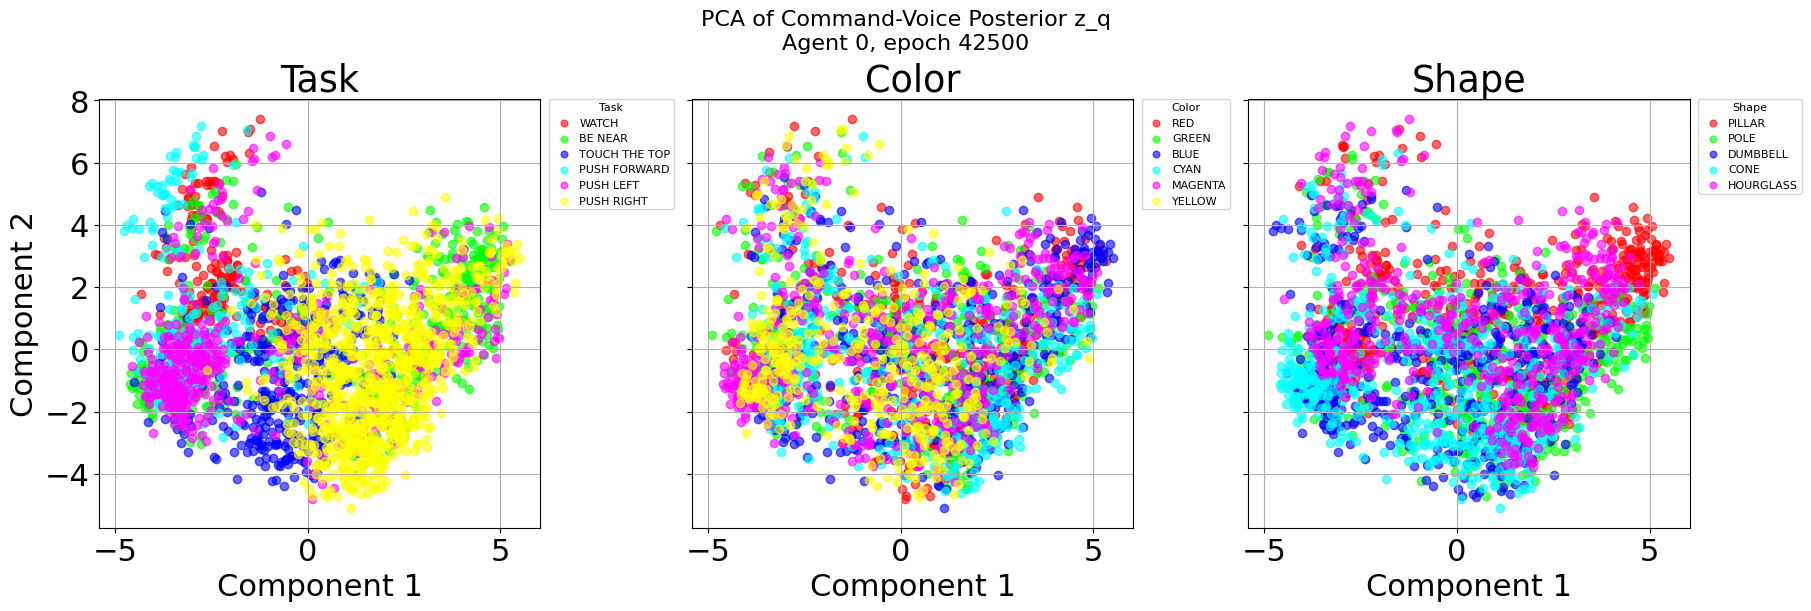 PCA of Command-Voice Posterior z_q
Agent 0, epoch 42500
Task
Color
Shape
8
6
4
2
0
−2
−4
Component 2
−5
0
5
Component 1
Task
WATCH
BE NEAR
TOUCH THE TOP
PUSH FORWARD
PUSH LEFT
PUSH RIGHT
−5
0
5
Component 1
Color
RED
GREEN
BLUE
CYAN
MAGENTA
YELLOW
−5
0
5
Component 1
Shape
PILLAR
POLE
DUMBBELL
CONE
HOURGLASS